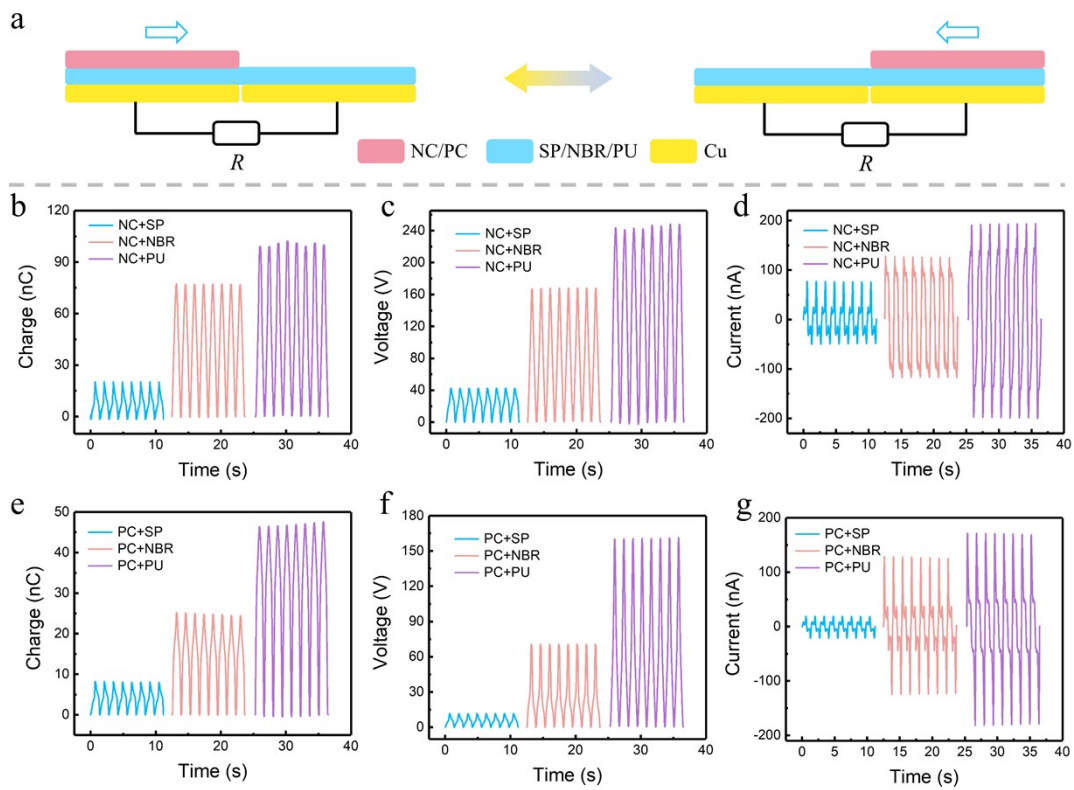 a
R
R
NC/PC
SP/NBR/PU
Cu
b
NC+SP
NC+NBR
NC+PU
Charge (nC)
120
90
60
30
0
0
10
20
30
40
Time (s)
c
NC+SP
NC+NBR
NC+PU
Voltage (V)
240
160
80
0
0
10
20
30
40
Time (s)
d
NC+SP
NC+NBR
NC+PU
Current (nA)
200
100
0
-100
-200
0
5
10
15
20
25
30
35
40
Time (s)
e
PC+SP
PC+NBR
PC+PU
Charge (nC)
50
40
30
20
10
0
0
10
20
30
40
Time (s)
f
PC+SP
PC+NBR
PC+PU
Voltage (V)
180
120
60
0
0
10
20
30
40
Time (s)
g
PC+SP
PC+NBR
PC+PU
Current (nA)
200
100
0
-100
-200
0
5
10
15
20
25
30
35
40
Time (s)